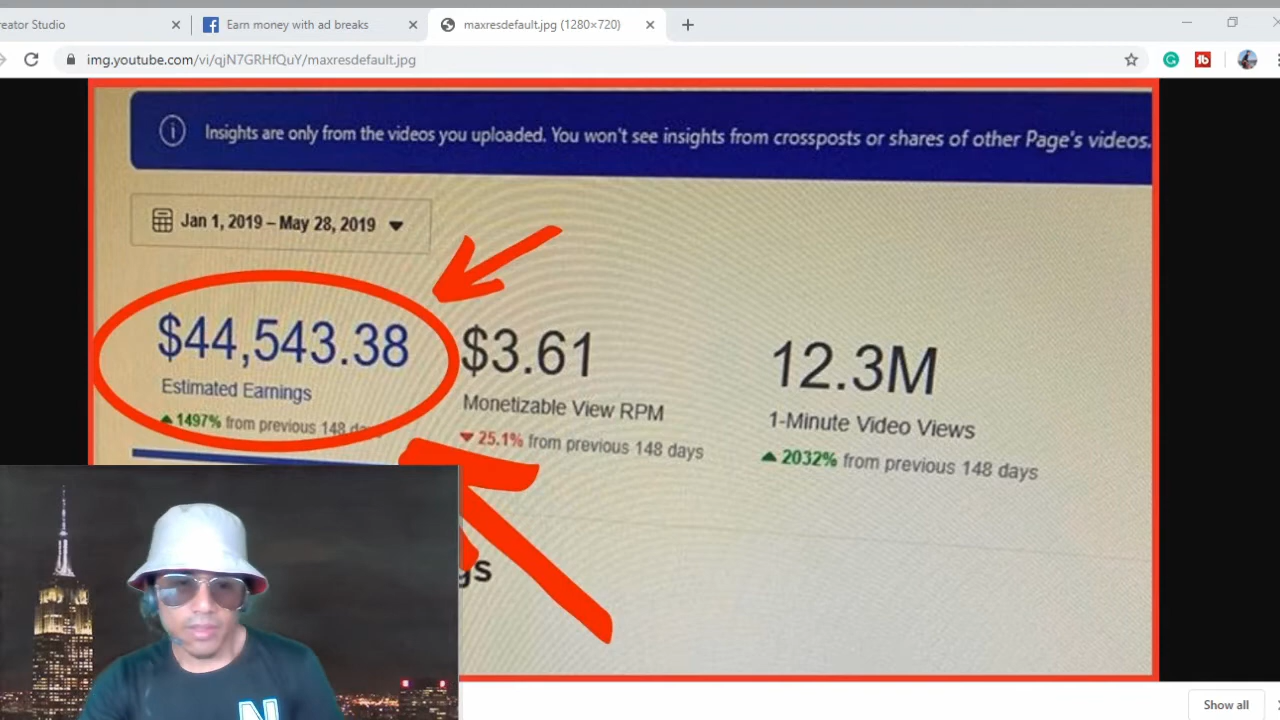 reator Studio
Earn money with ad breaks
maxresdefault.jpg (1280×720)
img.youtube.com/vi/qjN7GRHfQuY/maxresdefault.jpg
Insights are only from the videos you uploaded. You won't see insights from crossposts or shares of other Page's videos.
Jan 1, 2019 – May 28, 2019
$44,543.38
$3.61
12.3M
Estimated Earnings
Monetizable View RPM
1-Minute Video Views
1497% from previous 148 days
25.1% from previous 148 days
2032% from previous 148 days
gs
N
Show all